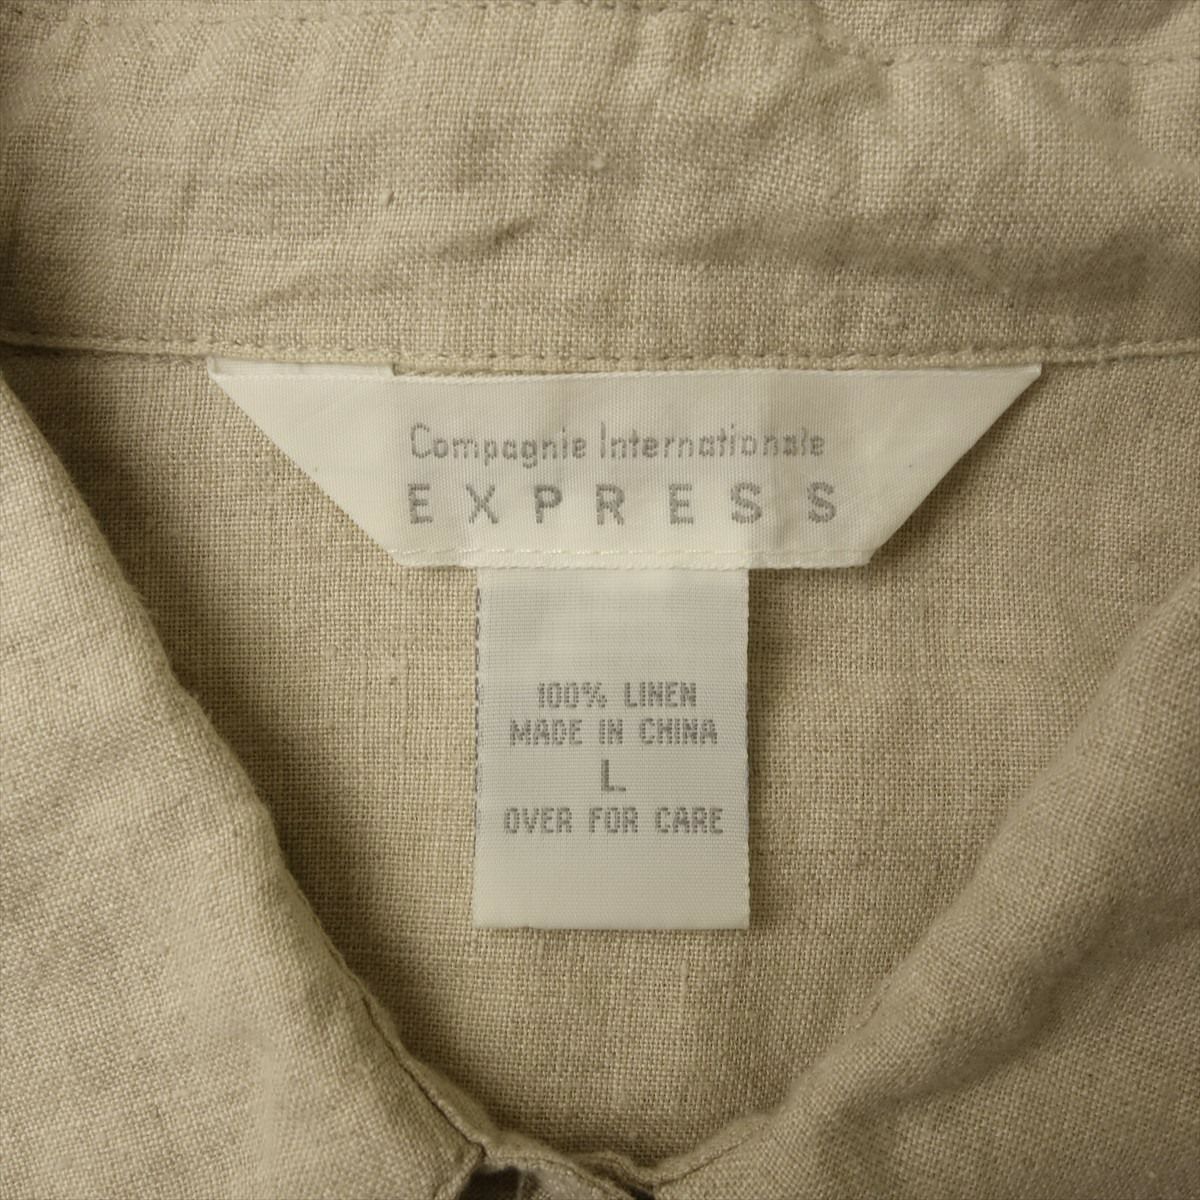 Compagnie Internationale
EXPRESS
100% LINEN
MADE IN CHINA
L
OVER FOR CARE